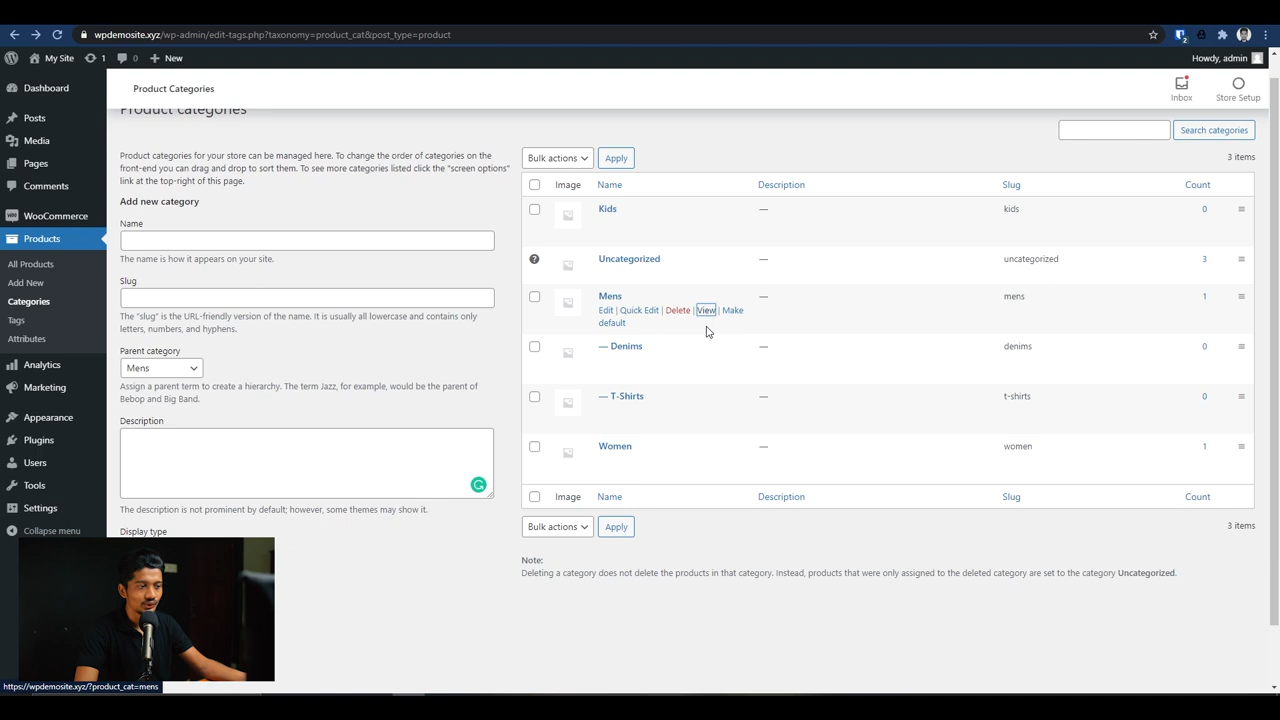 wpdemosite.xyz/wp-admin/edit-tags.php?taxonomy=product_cat&post_type=product
2
My Site
1
0
New
Howdy, admin
Dashboard
Posts
Media
Pages
Comments
WooCommerce
Products
All Products
Add New
Categories
Tags
Attributes
Analytics
Marketing
Appearance
Plugins
Users
Tools
Settings
Collapse menu
Product Categories
Inbox
Store Setup
Product categories
Product categories for your store can be managed here. To change the order of categories on the
front-end you can drag and drop to sort them. To see more categories listed click the "screen options"
link at the top-right of this page.
Add new category
Name
The name is how it appears on your site.
Slug
The "slug" is the URL-friendly version of the name. It is usually all lowercase and contains only
letters, numbers, and hyphens.
Parent category
Mens
Assign a parent term to create a hierarchy. The term Jazz, for example, would be the parent of
Bebop and Big Band.
Description
The description is not prominent by default; however, some themes may show it.
Display type
Search categories
Bulk actions Apply 3 items
Image Name Description Slug Count
Kids — kids 0
Uncategorized — uncategorized 3
Mens — mens 1
Edit | Quick Edit | Delete | View | Make
default
— Denims — denims 0
— T-Shirts — t-shirts 0
Women — women 1
Image Name Description Slug Count
Bulk actions Apply 3 items
Note:
Deleting a category does not delete the products in that category. Instead, products that were only assigned to the deleted category are set to the category Uncategorized.
https://wpdemosite.xyz/?product_cat=mens